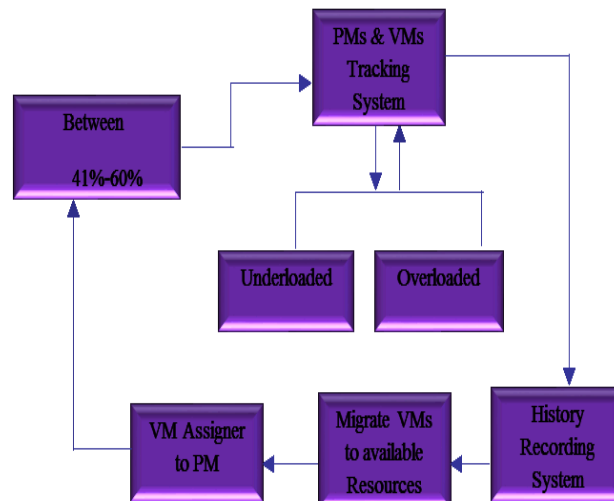 PMs & VMs
Tracking
System
Between
41%-60%
Underloaded
Overloaded
VM Assigner
to PM
Migrate VMs
to available
Resources
History
Recording
System